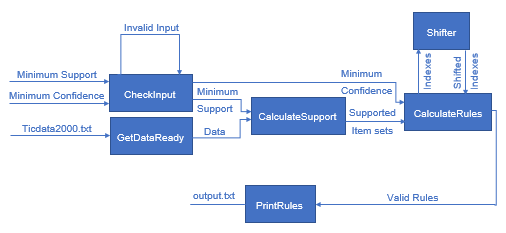 Invalid Input
Shifter
Minimum Support
Minimum Confidence
CheckInput
Minimum
Confidence
Indexes
Shifted
Indexes
Minimum
Support
Ticdata2000.txt
GetDataReady
Data
CalculateSupport
Supported
Item sets
CalculateRules
output.txt
PrintRules
Valid Rules